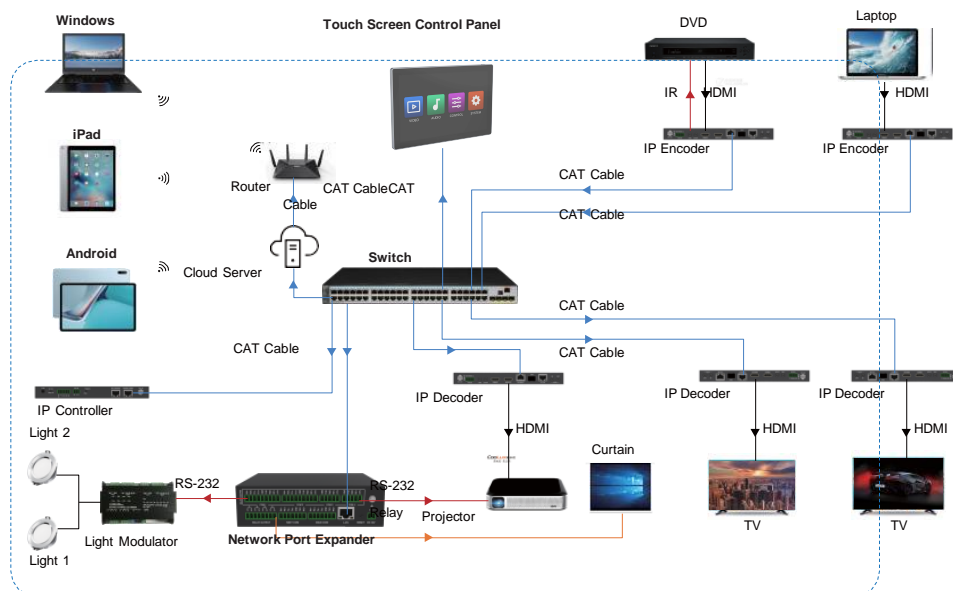 Windows
Touch Screen Control Panel
DVD
Laptop
IR
HDMI
HDMI
VIDEO
AUDIO
iPad
IP Encoder
IP Encoder
Router
CAT CableCAT
Cable
CAT Cable
CAT Cable
Android
Cloud Server
Switch
CAT Cable
CAT Cable
CAT Cable
IP Controller
IP Decoder
IP Decoder
IP Decoder
Light 2
HDMI
HDMI
HDMI
Curtain
RS-232
RS-232
Relay
Projector
Light Modulator
Network Port Expander
Light 1
TV
TV